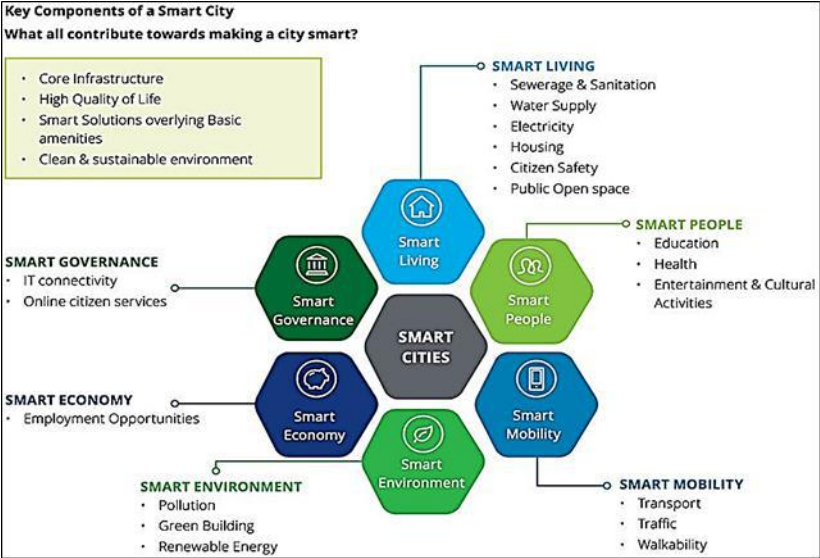 Key Components of a Smart City
What all contribute towards making a city smart?
• Core Infrastructure
• High Quality of Life
• Smart Solutions overlying Basic
amenities
• Clean & sustainable environment
SMART LIVING
• Sewerage & Sanitation
• Water Supply
• Electricity
• Housing
• Citizen Safety
• Public Open space
SMART PEOPLE
• Education
• Health
• Entertainment & Cultural
Activities
SMART GOVERNANCE
• IT connectivity
• Online citizen services
Smart
Living
Smart
Governance
Smart
People
SMART
CITIES
Smart
Economy
Smart
Mobility
Smart
Environment
SMART ECONOMY
• Employment Opportunities
SMART ENVIRONMENT
• Pollution
• Green Building
• Renewable Energy
SMART MOBILITY
• Transport
• Traffic
• Walkability